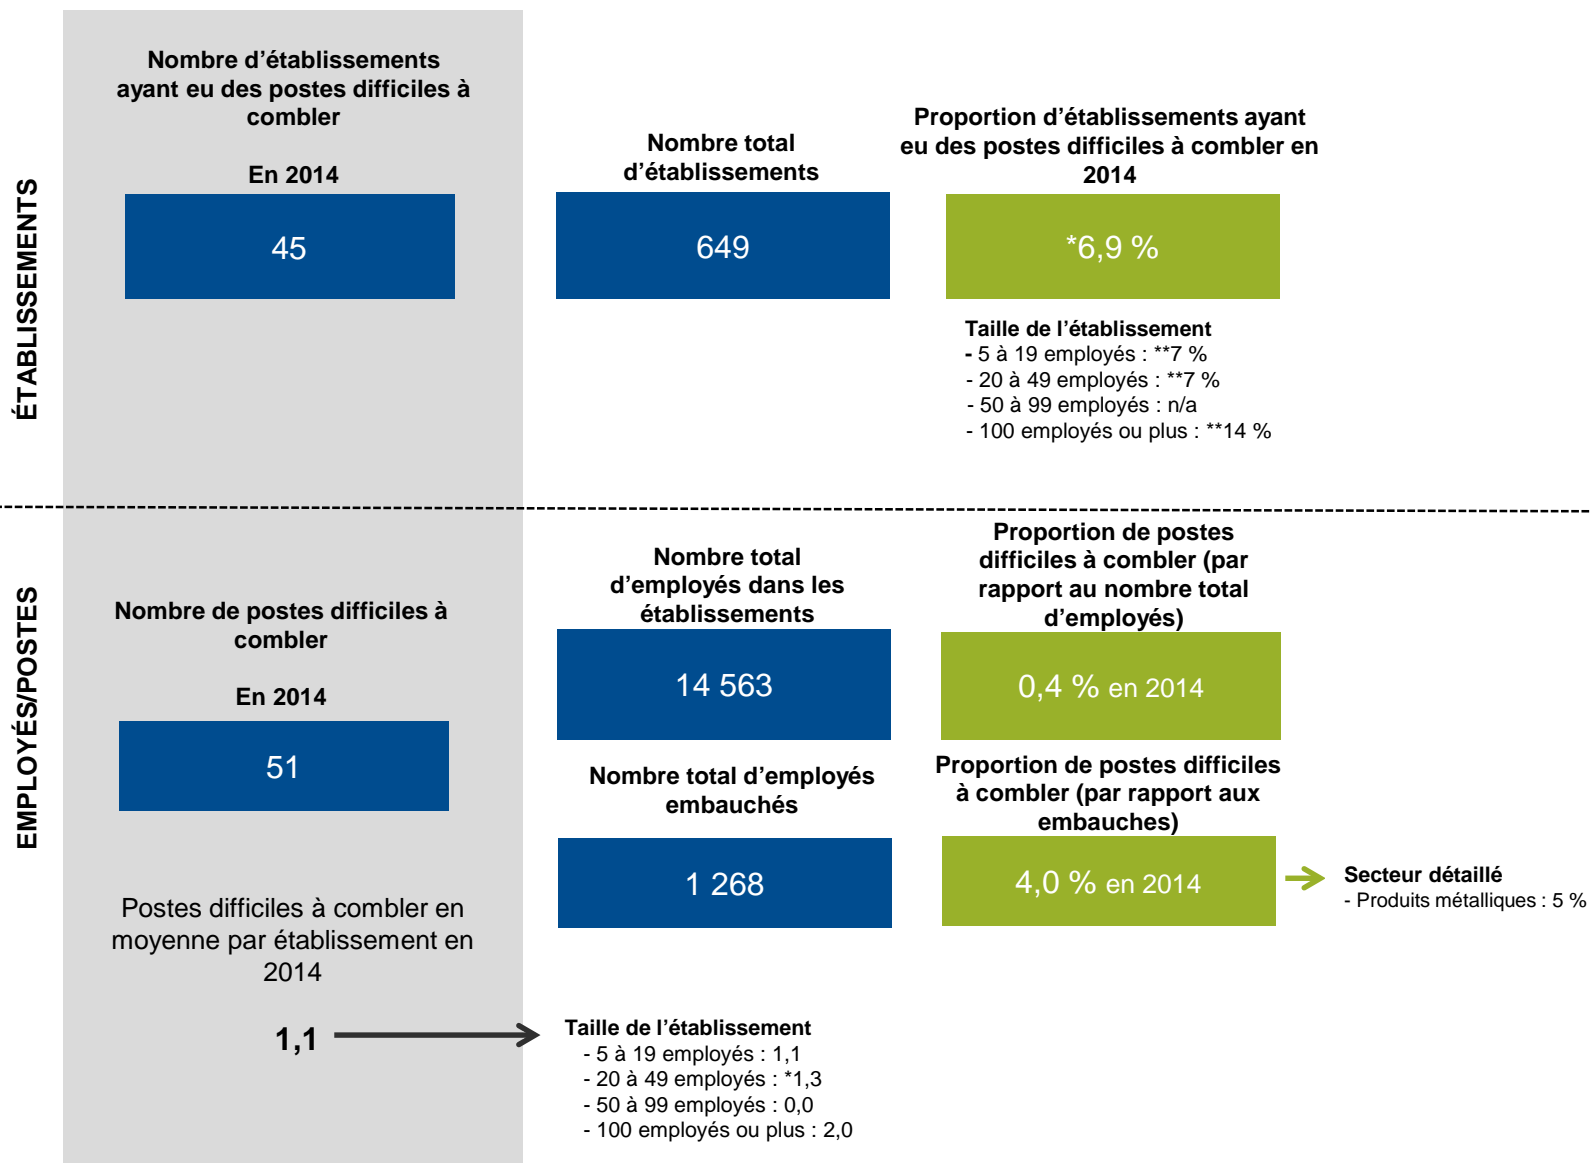 ÉTABLISSEMENTS
Nombre d’établissements
ayant eu des postes difficiles à
combler
En 2014
45
Nombre total
d’établissements
649
Proportion d’établissements ayant
eu des postes difficiles à combler en
2014
*6,9 %
Taille de l’établissement
- 5 à 19 employés : **7 %
- 20 à 49 employés : **7 %
- 50 à 99 employés : n/a
- 100 employés ou plus : **14 %
EMPLOYÉS/POSTES
Nombre de postes difficiles à
combler
En 2014
51
Nombre total
d’employés dans les
établissements
14 563
Proportion de postes
difficiles à combler (par
rapport au nombre total
d’employés)
0,4 % en 2014
Nombre total d’employés
embauchés
1 268
Proportion de postes difficiles
à combler (par rapport aux
embauches)
4,0 % en 2014
Secteur détaillé
- Produits métalliques : 5 %
Postes difficiles à combler en
moyenne par établissement en
2014
1,1
Taille de l’établissement
- 5 à 19 employés : 1,1
- 20 à 49 employés : *1,3
- 50 à 99 employés : 0,0
- 100 employés ou plus : 2,0